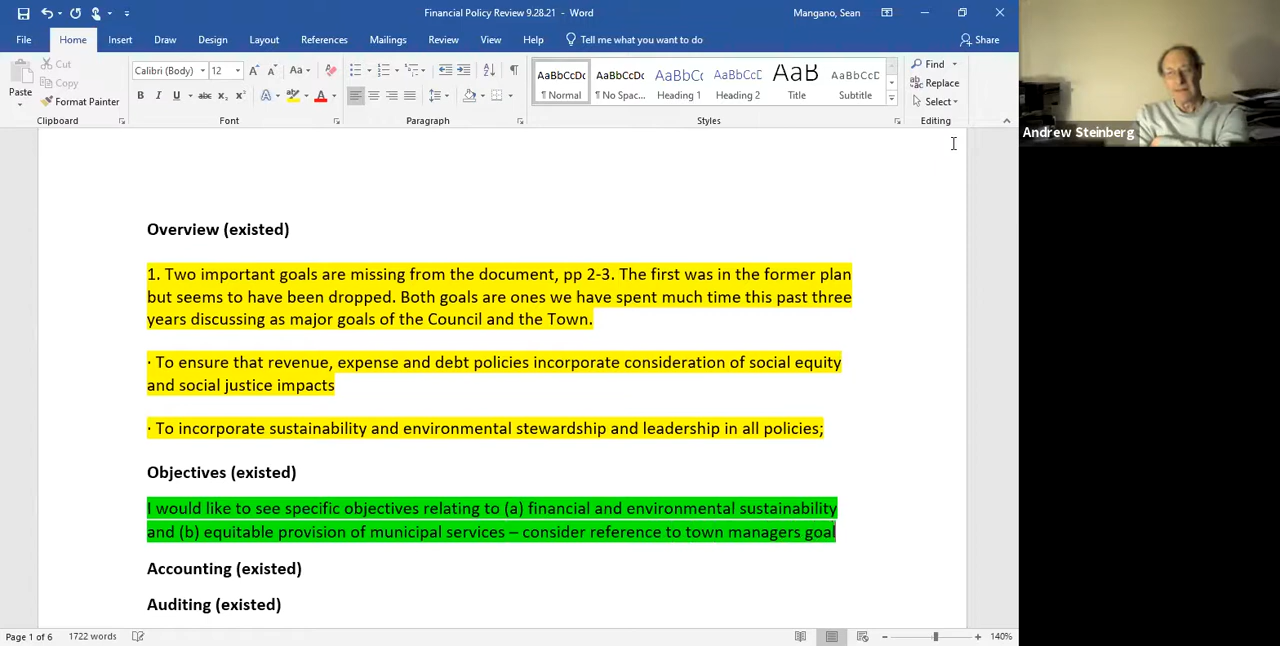 Financial Policy Review 9.28.21 - Word
Mangano, Sean
File Home Insert Draw Design Layout References Mailings Review View Help Tell me what you want to do Share
Paste
Cut
Copy
Format Painter
Clipboard
Calibri (Body) 12
Aa
B I U abc x₂ x² A A
Font
Paragraph
AaBbCcDc AaBbCcDc AaBbCc AaBbCcD AaB AaBbCcD
¶ Normal ¶ No Spac... Heading 1 Heading 2 Title Subtitle
Styles
Find
Replace
Select
Editing
Andrew Steinberg
Overview (existed)
1. Two important goals are missing from the document, pp 2-3. The first was in the former plan
but seems to have been dropped. Both goals are ones we have spent much time this past three
years discussing as major goals of the Council and the Town.
· To ensure that revenue, expense and debt policies incorporate consideration of social equity
and social justice impacts
· To incorporate sustainability and environmental stewardship and leadership in all policies;
Objectives (existed)
I would like to see specific objectives relating to (a) financial and environmental sustainability
and (b) equitable provision of municipal services – consider reference to town managers goal
Accounting (existed)
Auditing (existed)
Page 1 of 6 1722 words 140%